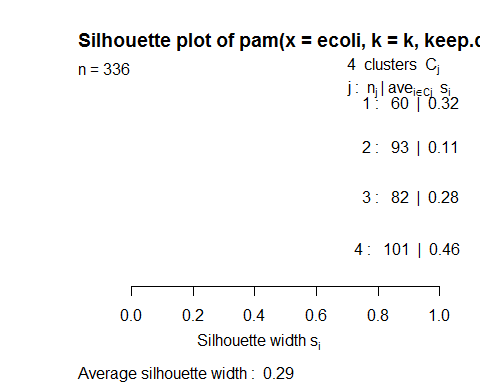 Silhouette plot of pam(x = ecoli, k = k, keep.
n = 336
4 clusters Cj
j : nj | avei∈Cj si
1 : 60 | 0.32
2 : 93 | 0.11
3 : 82 | 0.28
4 : 101 | 0.46
0.0 0.2 0.4 0.6 0.8 1.0
Silhouette width si
Average silhouette width : 0.29